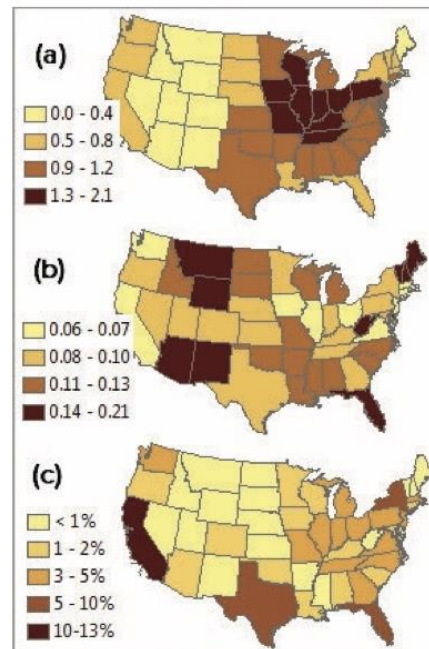 (a)
0.0 - 0.4
0.5 - 0.8
0.9 - 1.2
1.3 - 2.1
(b)
0.06 - 0.07
0.08 - 0.10
0.11 - 0.13
0.14 - 0.21
(c)
< 1%
1 - 2%
3 - 5%
5 - 10%
10-13%